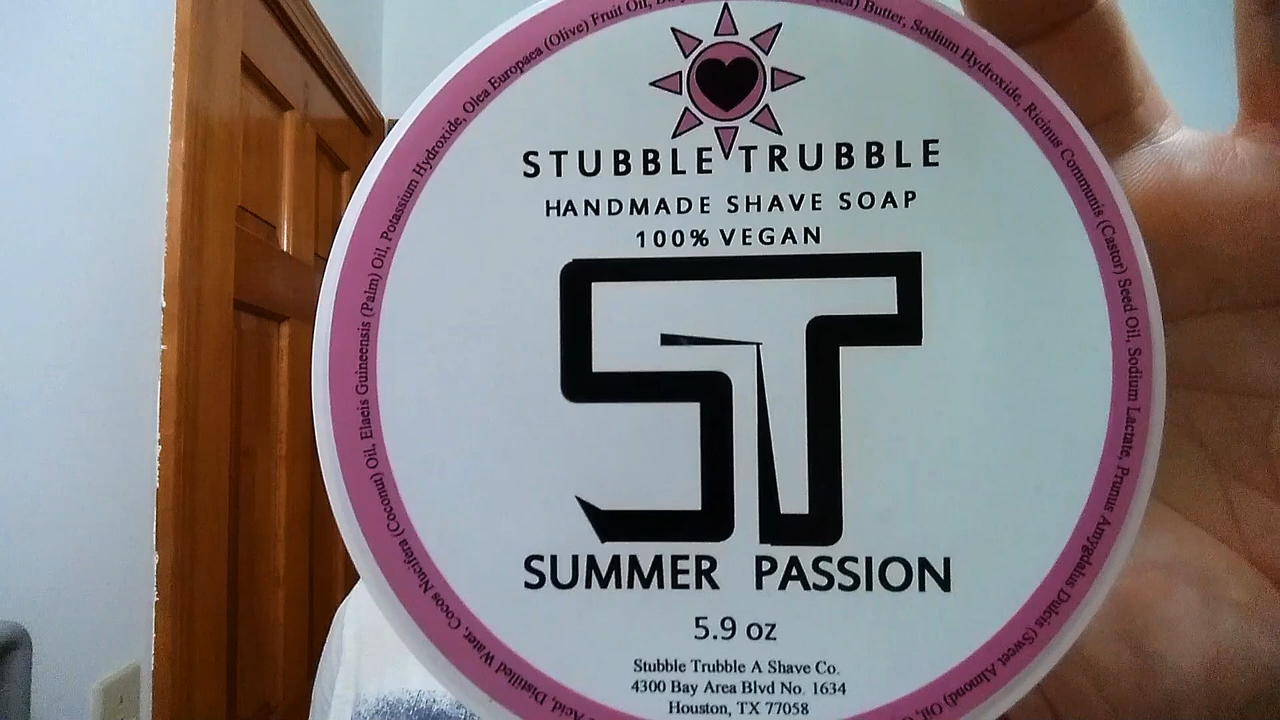 STUBBLE TRUBBLE
HANDMADE SHAVE SOAP
100% VEGAN
ST
SUMMER PASSION
5.9 oz
Stubble Trubble A Shave Co.
4300 Bay Area Blvd No. 1634
Houston, TX 77058
Acid, Distilled Water, Cocos Nucifera (Coconut) Oil, Elaeis Guineensis (Palm) Oil, Potassium Hydroxide, Olea Europaea (Olive) Fruit Oil, Butter, Sodium Hydroxide, Ricinus Communis (Castor) Seed Oil, Sodium Lactate, Prunus Amygdalus Dulcis (Sweet Almond) Oil,